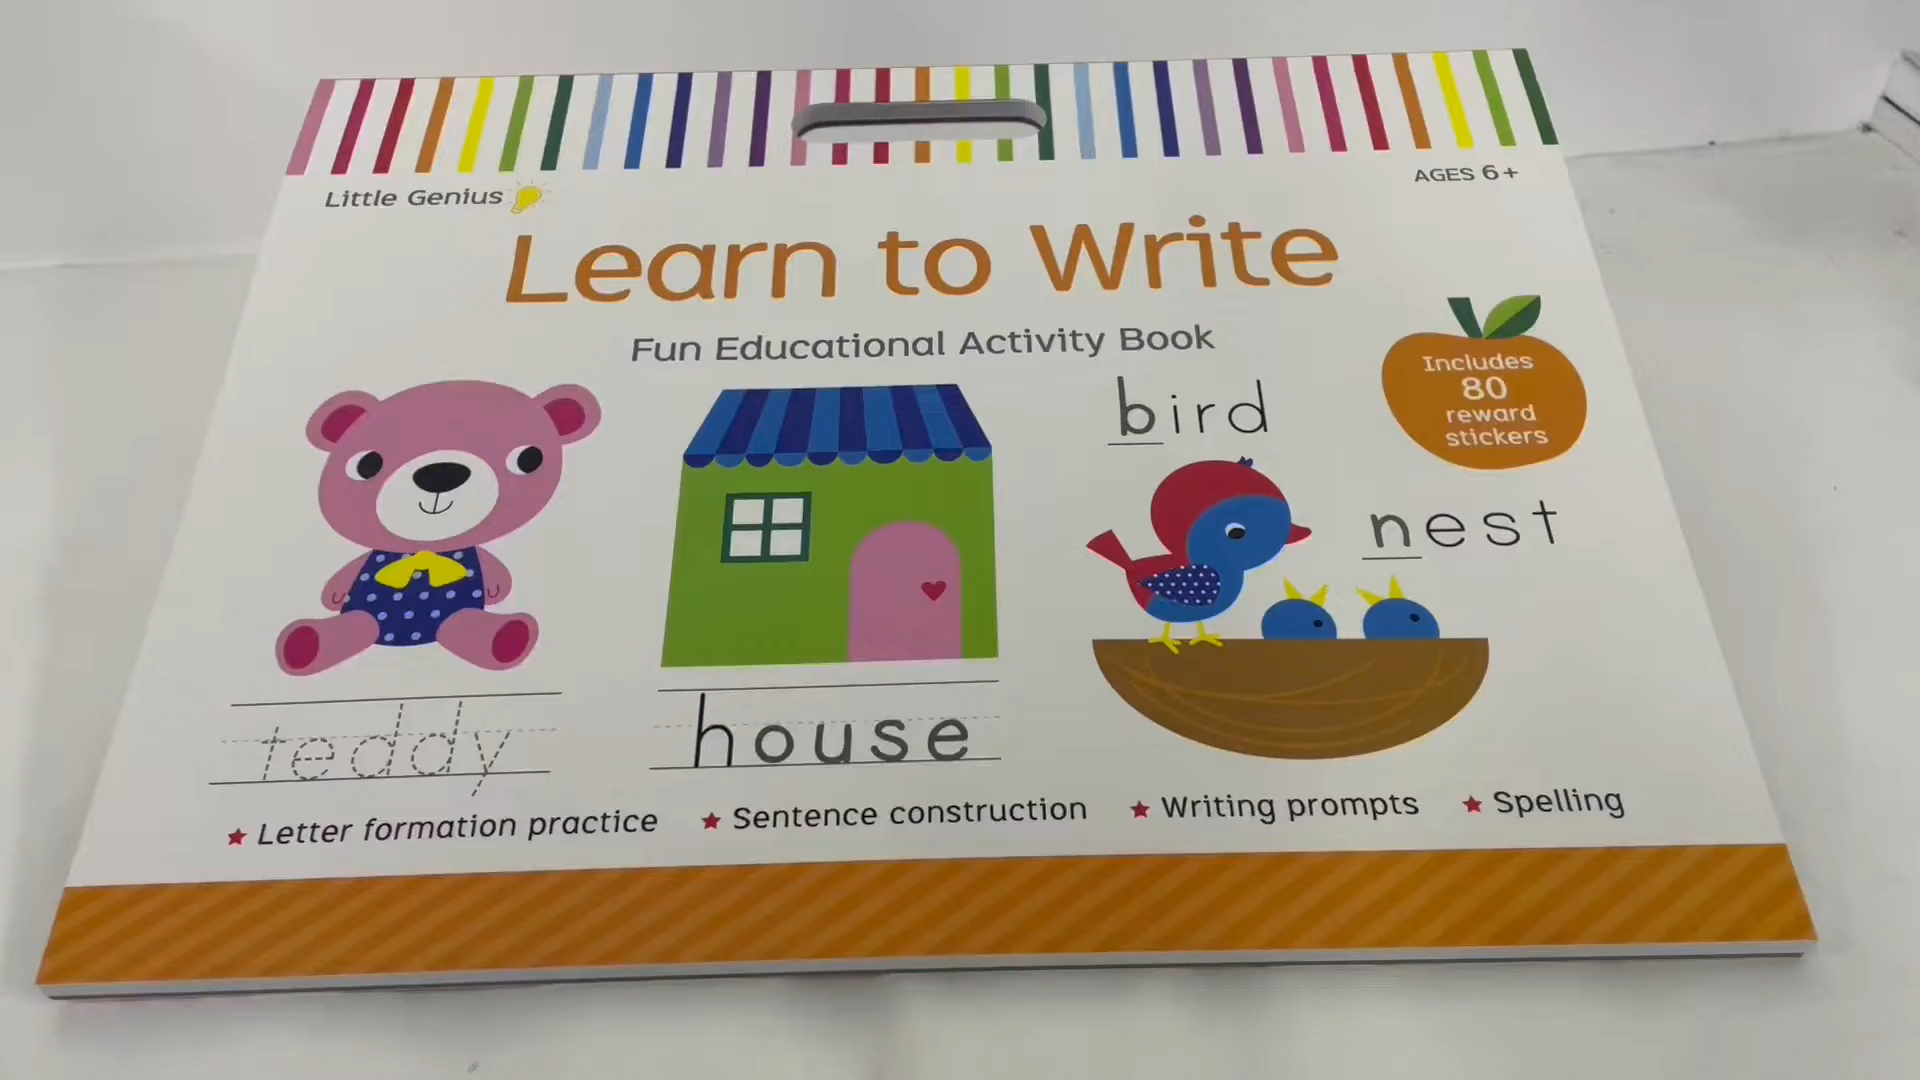 Little Genius
AGES 6+
Learn to Write
Fun Educational Activity Book
Includes
80
reward
stickers
bird
nest
teddy
house
★ Letter formation practice ★ Sentence construction ★ Writing prompts ★ Spelling